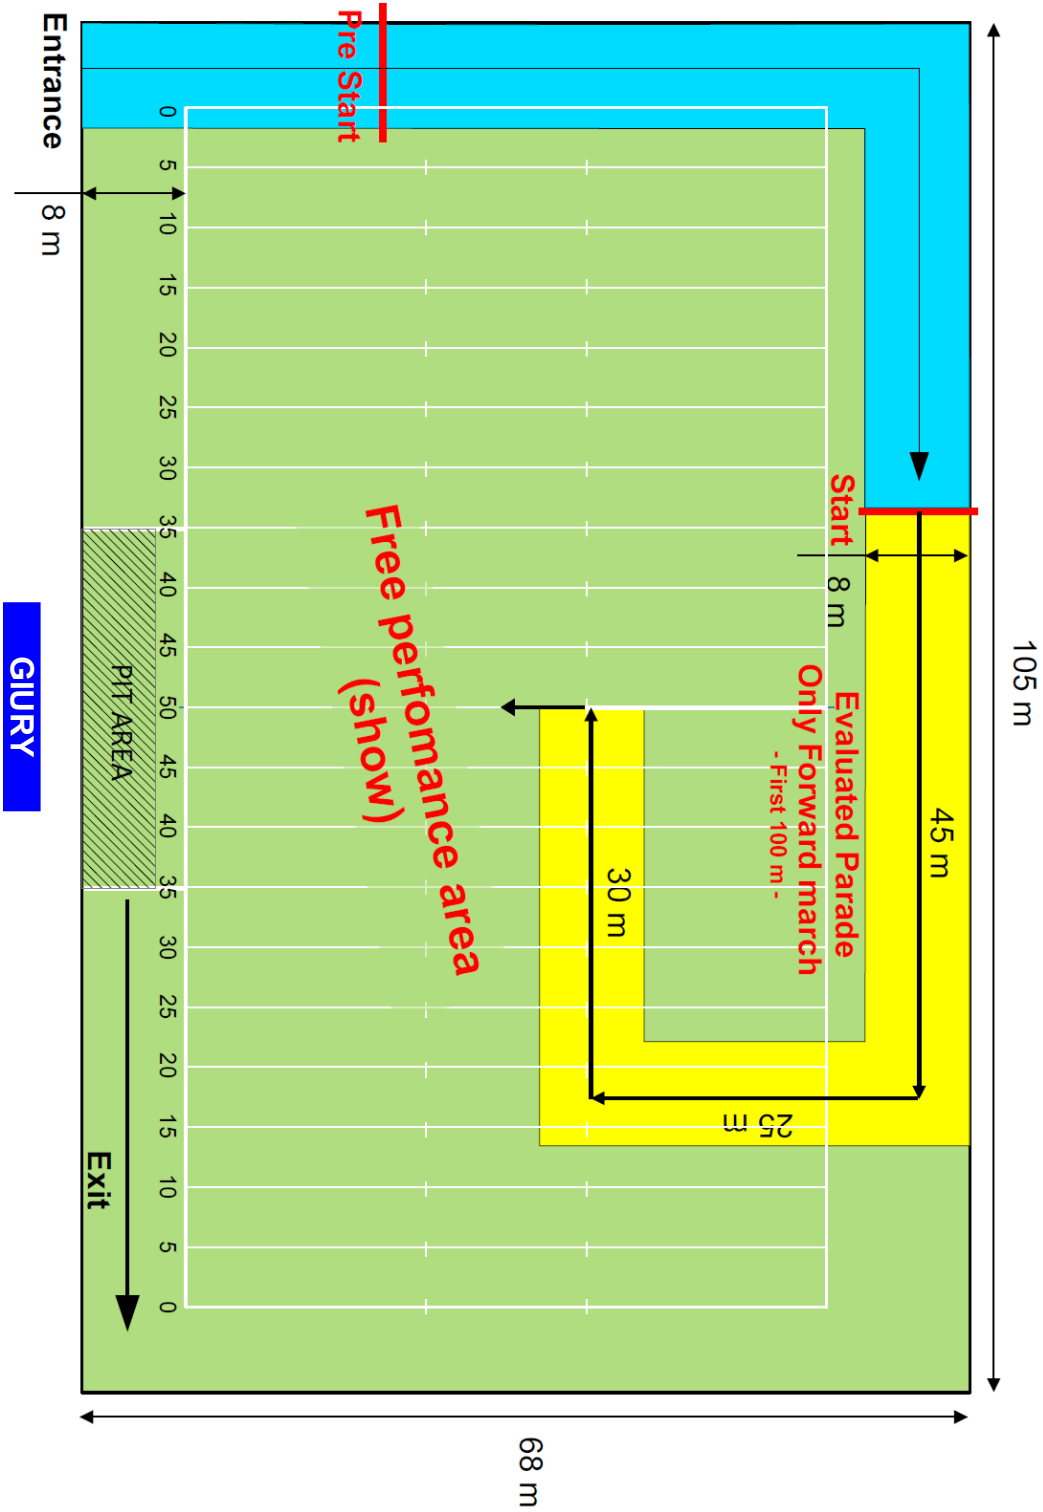 Entrance
Pre Start
8 m
0
5
10
15
20
25
30
35
40
45
50
45
40
35
30
25
20
15
10
5
0
Start
8 m
105 m
GIURY
PIT AREA
Free perfomance area
(show)
Evaluated Parade
Only Forward march
- First 100 m -
45 m
30 m
25 m
Exit
68 m